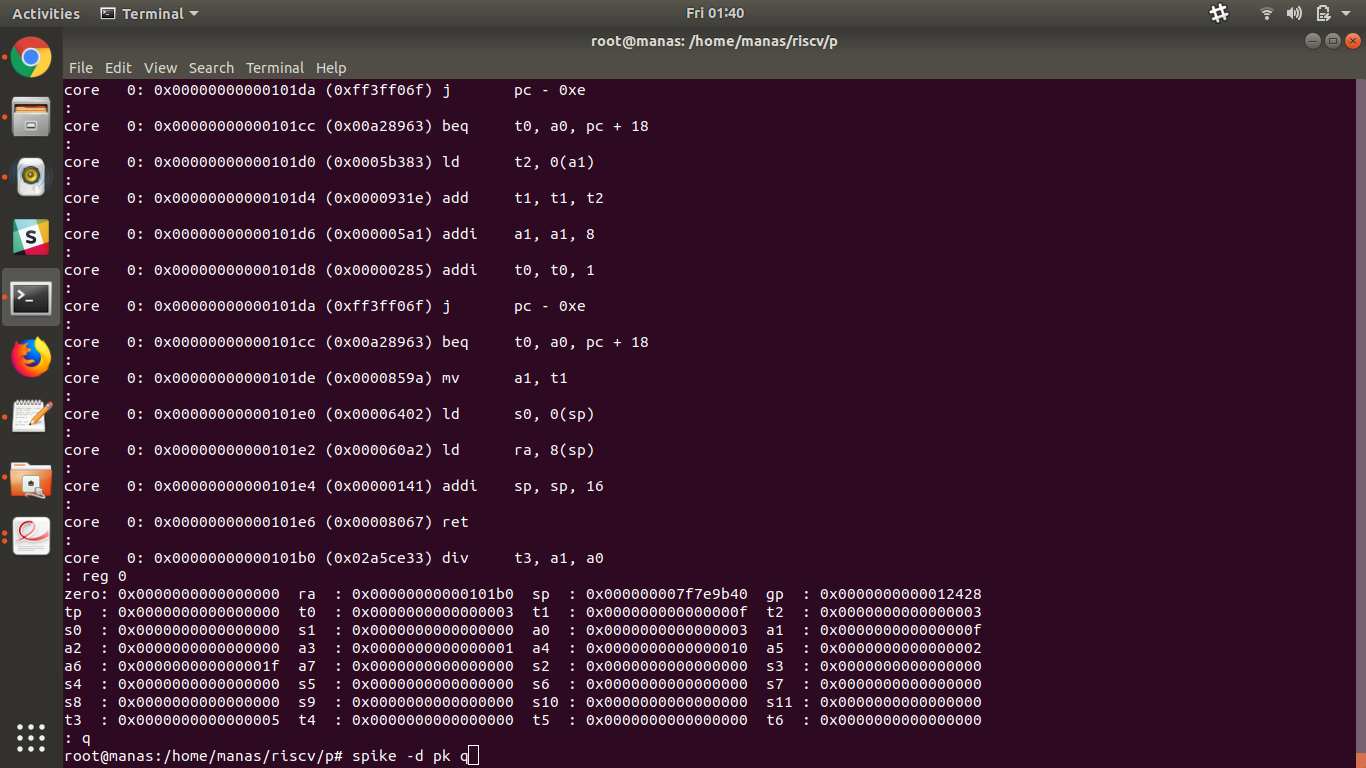 Activities Terminal Fri 01:40
root@manas: /home/manas/riscv/p
File Edit View Search Terminal Help
core   0: 0x00000000000101da (0xff3ff06f) j       pc - 0xe
:
core   0: 0x00000000000101cc (0x00a28963) beq     t0, a0, pc + 18
:
core   0: 0x00000000000101d0 (0x0005b383) ld      t2, 0(a1)
:
core   0: 0x00000000000101d4 (0x0000931e) add     t1, t1, t2
:
core   0: 0x00000000000101d6 (0x000005a1) addi    a1, a1, 8
:
core   0: 0x00000000000101d8 (0x00000285) addi    t0, t0, 1
:
core   0: 0x00000000000101da (0xff3ff06f) j       pc - 0xe
:
core   0: 0x00000000000101cc (0x00a28963) beq     t0, a0, pc + 18
:
core   0: 0x00000000000101de (0x0000859a) mv      a1, t1
:
core   0: 0x00000000000101e0 (0x00006402) ld      s0, 0(sp)
:
core   0: 0x00000000000101e2 (0x000060a2) ld      ra, 8(sp)
:
core   0: 0x00000000000101e4 (0x00000141) addi    sp, sp, 16
:
core   0: 0x00000000000101e6 (0x00008067) ret
:
core   0: 0x00000000000101b0 (0x02a5ce33) div     t3, a1, a0
: reg 0
zero: 0x0000000000000000  ra  : 0x00000000000101b0  sp  : 0x000000007f7e9b40  gp  : 0x0000000000012428
tp  : 0x0000000000000000  t0  : 0x0000000000000003  t1  : 0x000000000000000f  t2  : 0x0000000000000003
s0  : 0x0000000000000000  s1  : 0x0000000000000000  a0  : 0x0000000000000003  a1  : 0x000000000000000f
a2  : 0x0000000000000000  a3  : 0x0000000000000001  a4  : 0x0000000000000010  a5  : 0x0000000000000002
a6  : 0x000000000000001f  a7  : 0x0000000000000000  s2  : 0x0000000000000000  s3  : 0x0000000000000000
s4  : 0x0000000000000000  s5  : 0x0000000000000000  s6  : 0x0000000000000000  s7  : 0x0000000000000000
s8  : 0x0000000000000000  s9  : 0x0000000000000000  s10 : 0x0000000000000000  s11 : 0x0000000000000000
t3  : 0x0000000000000005  t4  : 0x0000000000000000  t5  : 0x0000000000000000  t6  : 0x0000000000000000
: q
root@manas:/home/manas/riscv/p# spike -d pk q